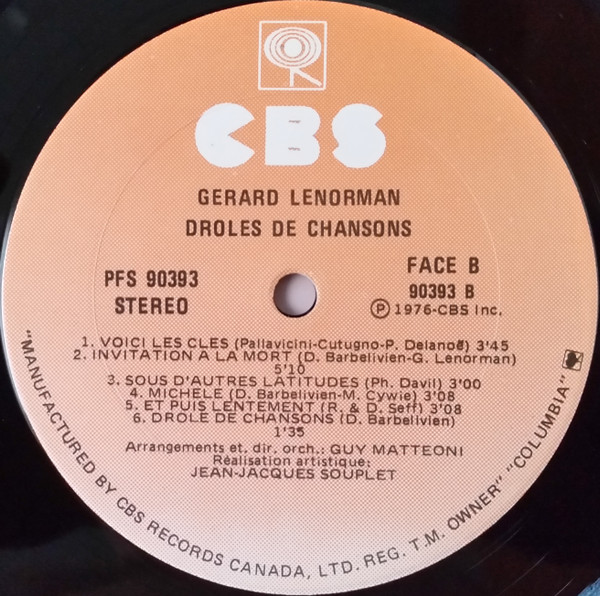 CBS
GERARD LENORMAN
DROLES DE CHANSONS
PFS 90393
STEREO
FACE B
90393 B
Ⓟ 1976-CBS Inc.
1. VOICI LES CLES (Pallavicini-Cutugno-P. Delanoë) 3'45
2. INVITATION A LA MORT (D. Barbelivien-G. Lenorman)
5'10
3. SOUS D'AUTRES LATITUDES (Ph. Davil) 3'00
4. MICHELE (D. Barbelivien-M. Cywie) 3'08
5. ET PUIS LENTEMENT (R. & D. Seff) 3'08
6. DROLE DE CHANSONS (D. Barbelivien)
1'35
Arrangements et. dir. orch.: GUY MATTEONI
Réalisation artistique:
JEAN-JACQUES SOUPLET
"MANUFACTURED BY CBS RECORDS CANADA, LTD. REG. T.M. OWNER" "COLUMBIA"